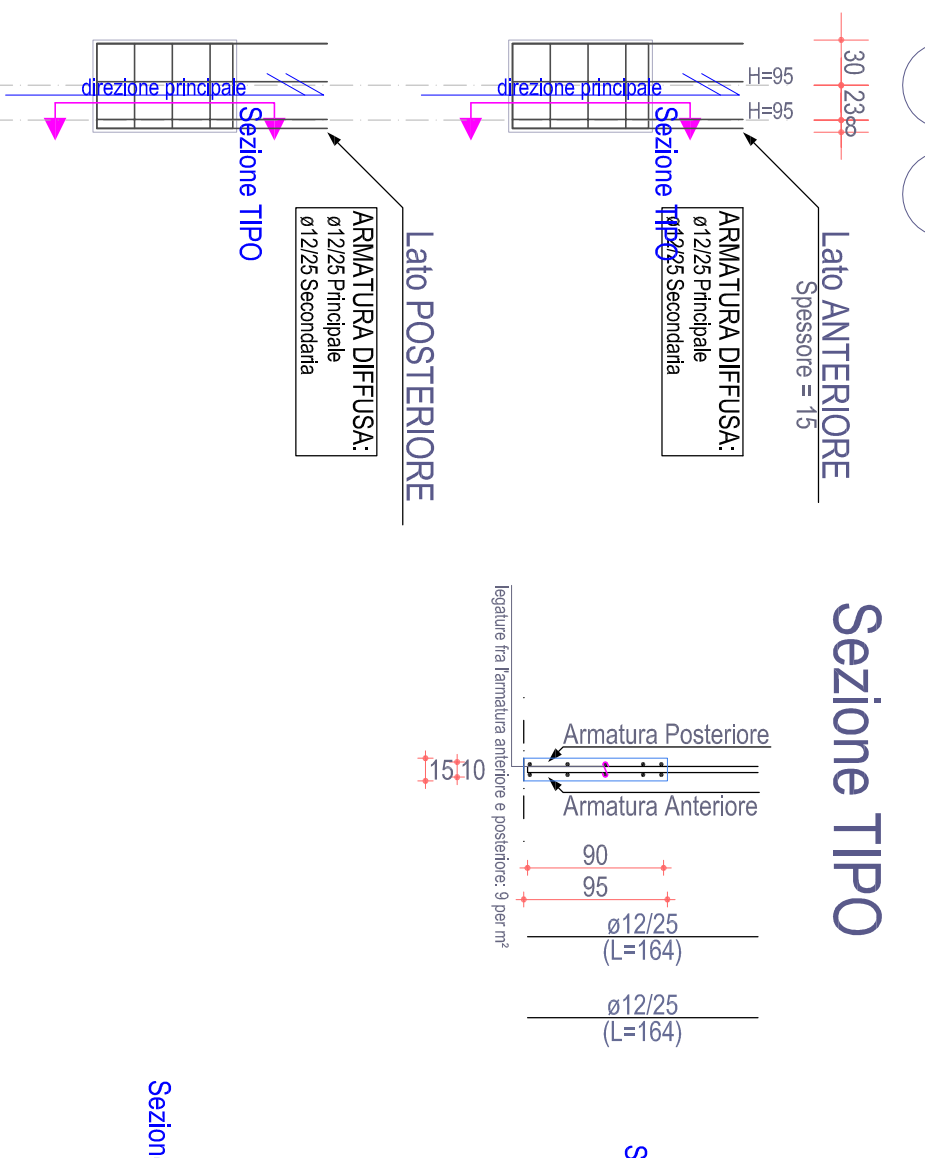 30
23
8
H=95
H=95
direzione principale
Sezione TIPO
direzione principale
Sezione TIPO
Lato ANTERIORE
Spessore = 15
ARMATURA DIFFUSA:
ø12/25 Principale
ø12/25 Secondaria
Lato POSTERIORE
ARMATURA DIFFUSA:
ø12/25 Principale
ø12/25 Secondaria
Sezione TIPO
Armatura Posteriore
Armatura Anteriore
15
10
legature fra l'armatura anteriore e posteriore: 9 per m²
90
95
ø12/25
(L=164)
ø12/25
(L=164)
Sezion
S